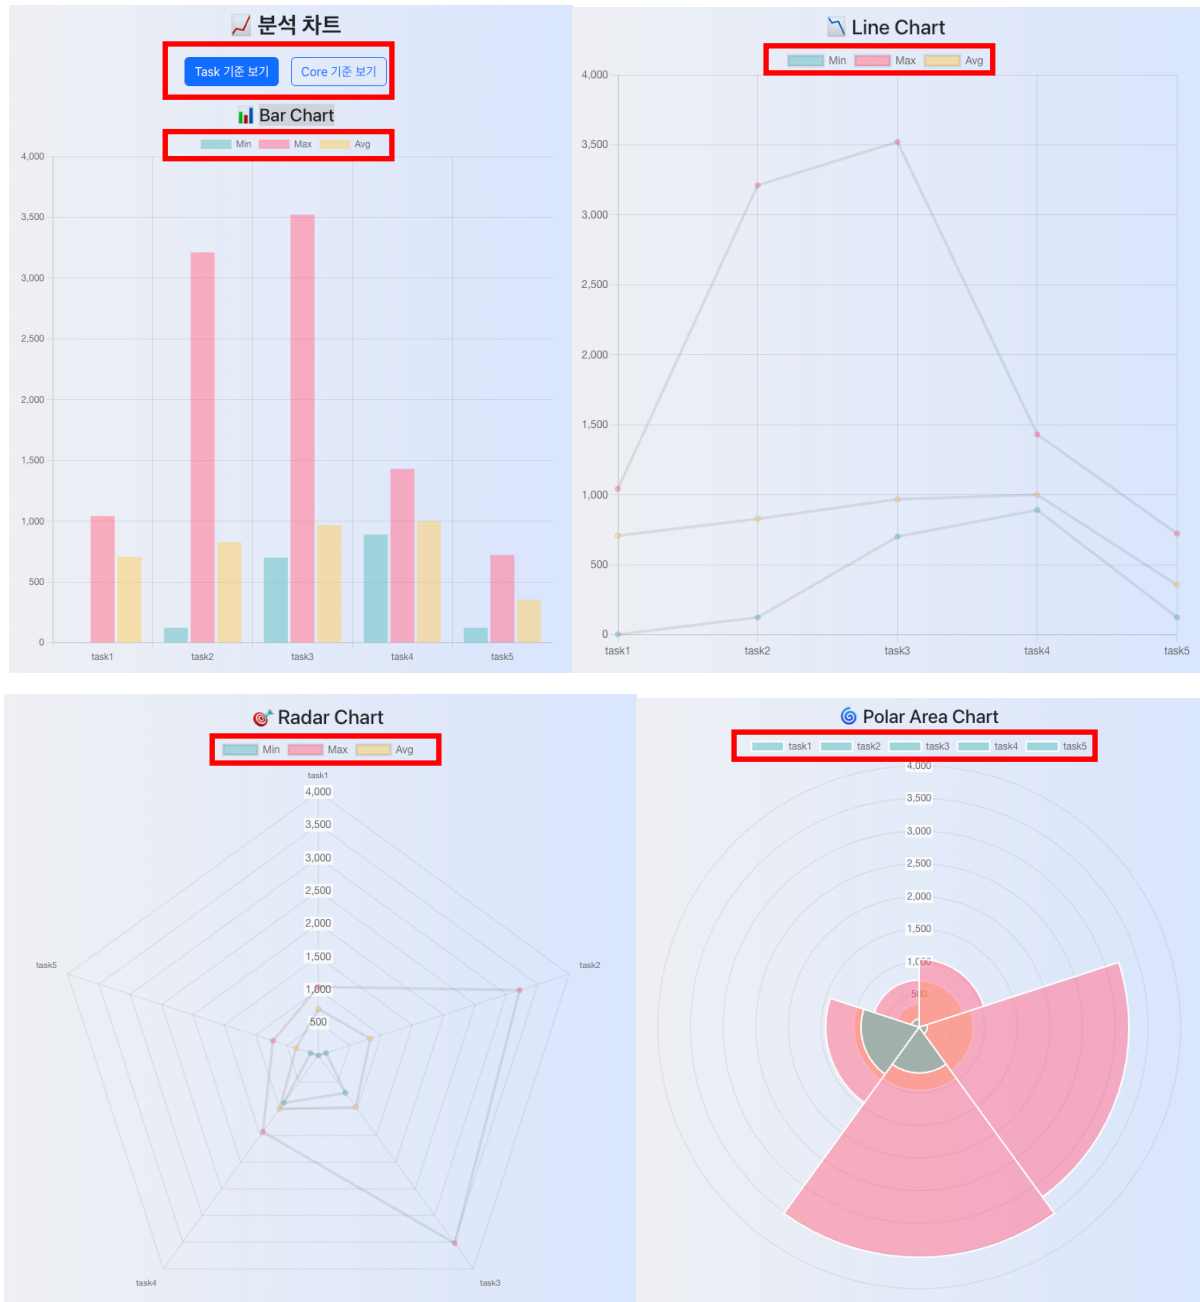 📈 분석 차트
Task 기준 보기 Core 기준 보기
📊 Bar Chart
Min Max Avg
4,000
3,500
3,000
2,500
2,000
1,500
1,000
500
0
task1 task2 task3 task4 task5
📉 Line Chart
Min Max Avg
4,000
3,500
3,000
2,500
2,000
1,500
1,000
500
0
task1 task2 task3 task4 task5
🎯 Radar Chart
Min Max Avg
task1
4,000
3,500
3,000
2,500
2,000
1,500
1,000
500
task5 task2
task4 task3
🌀 Polar Area Chart
task1 task2 task3 task4 task5
4,000
3,500
3,000
2,500
2,000
1,500
1,000
500